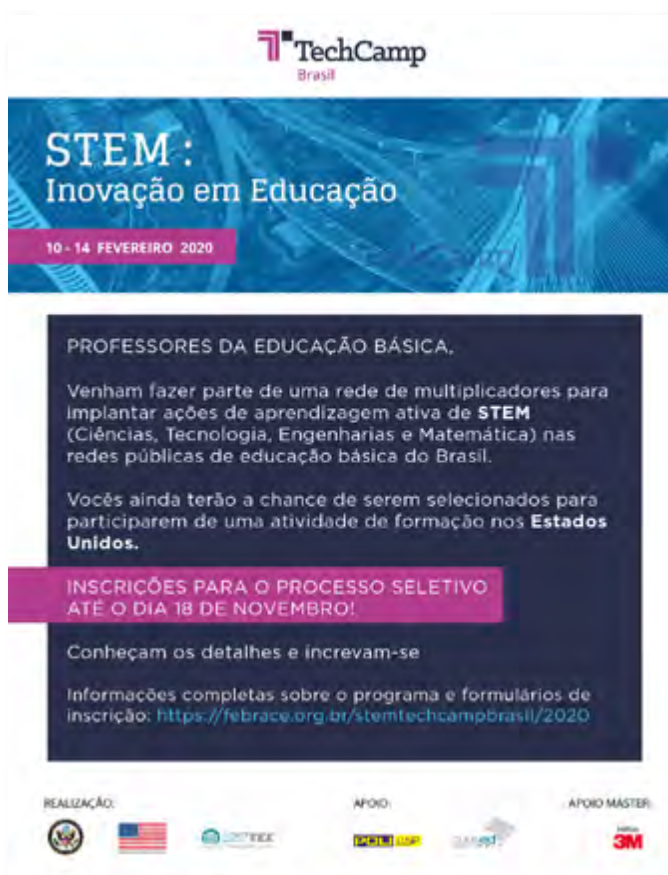 TechCamp
Brasil
STEM :
Inovação em Educação
10 - 14 FEVEREIRO 2020
PROFESSORES DA EDUCAÇÃO BÁSICA,
Venham fazer parte de uma rede de multiplicadores para
implantar ações de aprendizagem ativa de STEM
(Ciências, Tecnologia, Engenharias e Matemática) nas
redes públicas de educação básica do Brasil.
Vocês ainda terão a chance de serem selecionados para
participarem de uma atividade de formação nos Estados
Unidos.
INSCRIÇÕES PARA O PROCESSO SELETIVO
ATÉ O DIA 18 DE NOVEMBRO!
Conheçam os detalhes e increvam-se
Informações completas sobre o programa e formulários de
inscrição: https://febrace.org.br/stemtechcampbrasil/2020
REALIZAÇÃO:
APOIO:
APOIO MASTER:
3M